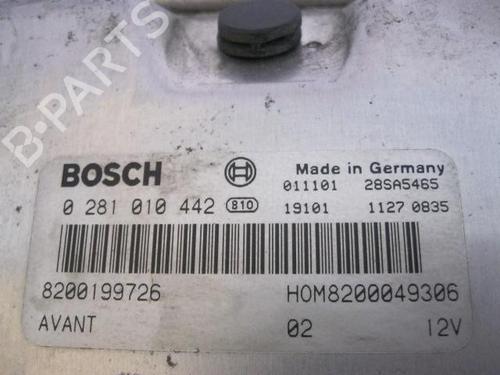 B-PARTS
BOSCH
Made in Germany
011101 28SA5465
0 281 010 442 810
19101 1127 0835
8200199726 HOM8200049306
AVANT 02 12V